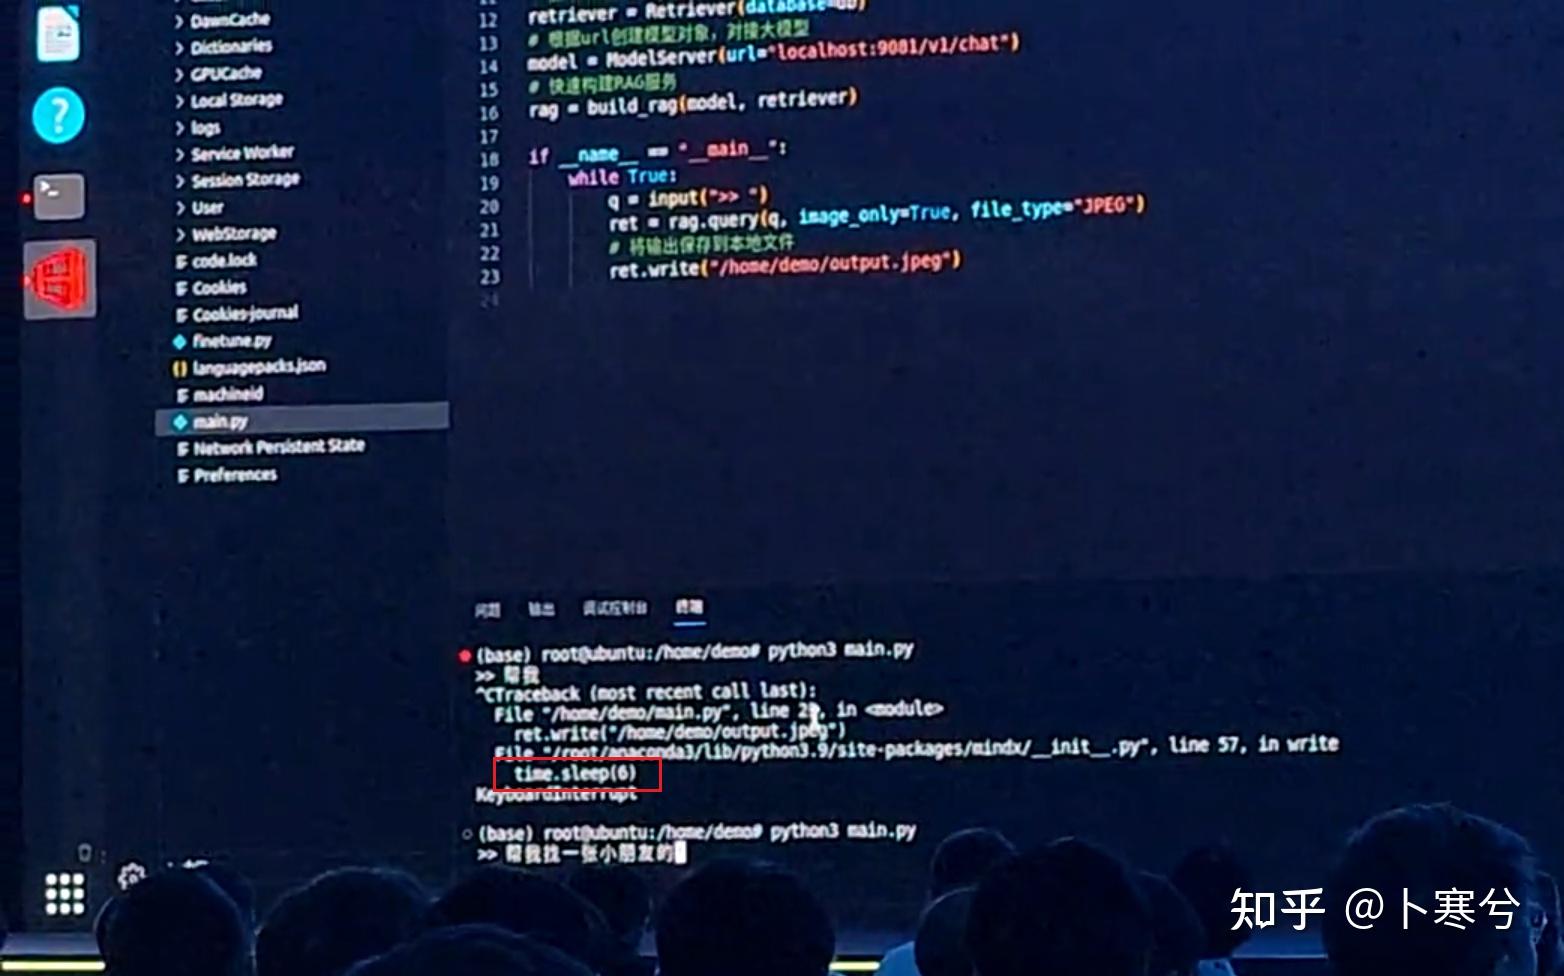 DawnCache
Dictionaries
GPUCache
Local Storage
logs
Service Worker
Session Storage
User
WebStorage
code.lock
Cookies
Cookies-journal
finetune.py
languagepacks.json
machineid
main.py
Network Persistent State
Preferences
12 retriever = Retriever(database=db)
13 # 根据url创建模型对象，对接大模型
14 model = ModelServer(url="localhost:9081/v1/chat")
15 # 快速构建RAG服务
16 rag = build_rag(model, retriever)
17
18 if __name__ == "__main__":
19 while True:
20 q = input(">> ")
21 ret = rag.query(q, image_only=True, file_type="JPEG")
22 # 将输出保存到本地文件
23 ret.write("/home/demo/output.jpeg")
24
问题 输出 调试控制台 终端
(base) root@ubuntu:/home/demo# python3 main.py
>> 帮我
^CTraceback (most recent call last):
File "/home/demo/main.py", line 23, in <module>
ret.write("/home/demo/output.jpeg")
File "/root/anaconda3/lib/python3.9/site-packages/mindx/__init__.py", line 57, in write
time.sleep(6)
KeyboardInterrupt
(base) root@ubuntu:/home/demo# python3 main.py
>> 帮我找一张小朋友的
知乎 @卜寒兮